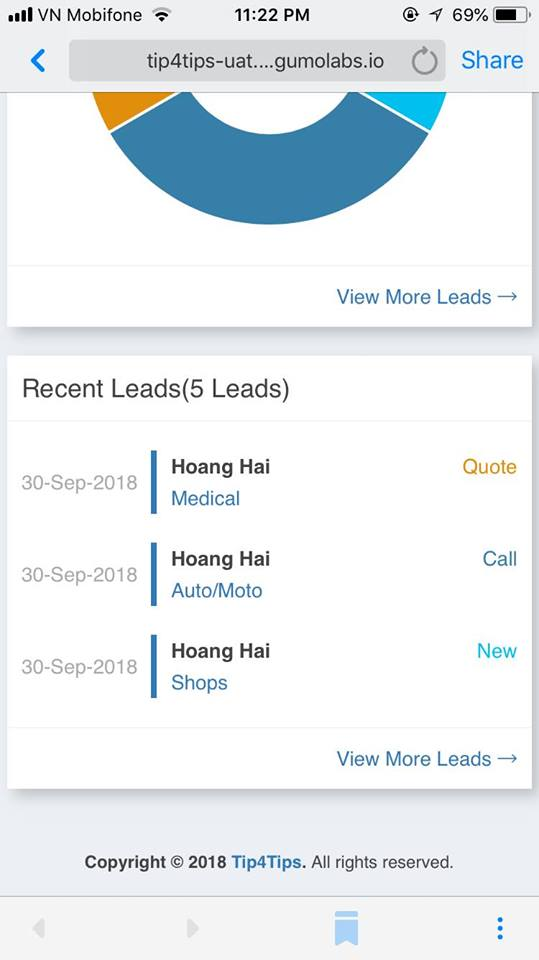 VN Mobifone 11:22 PM 69%
tip4tips-uat....gumolabs.io Share
View More Leads →
Recent Leads(5 Leads)
30-Sep-2018 Hoang Hai Quote
Medical
30-Sep-2018 Hoang Hai Call
Auto/Moto
30-Sep-2018 Hoang Hai New
Shops
View More Leads →
Copyright © 2018 Tip4Tips. All rights reserved.